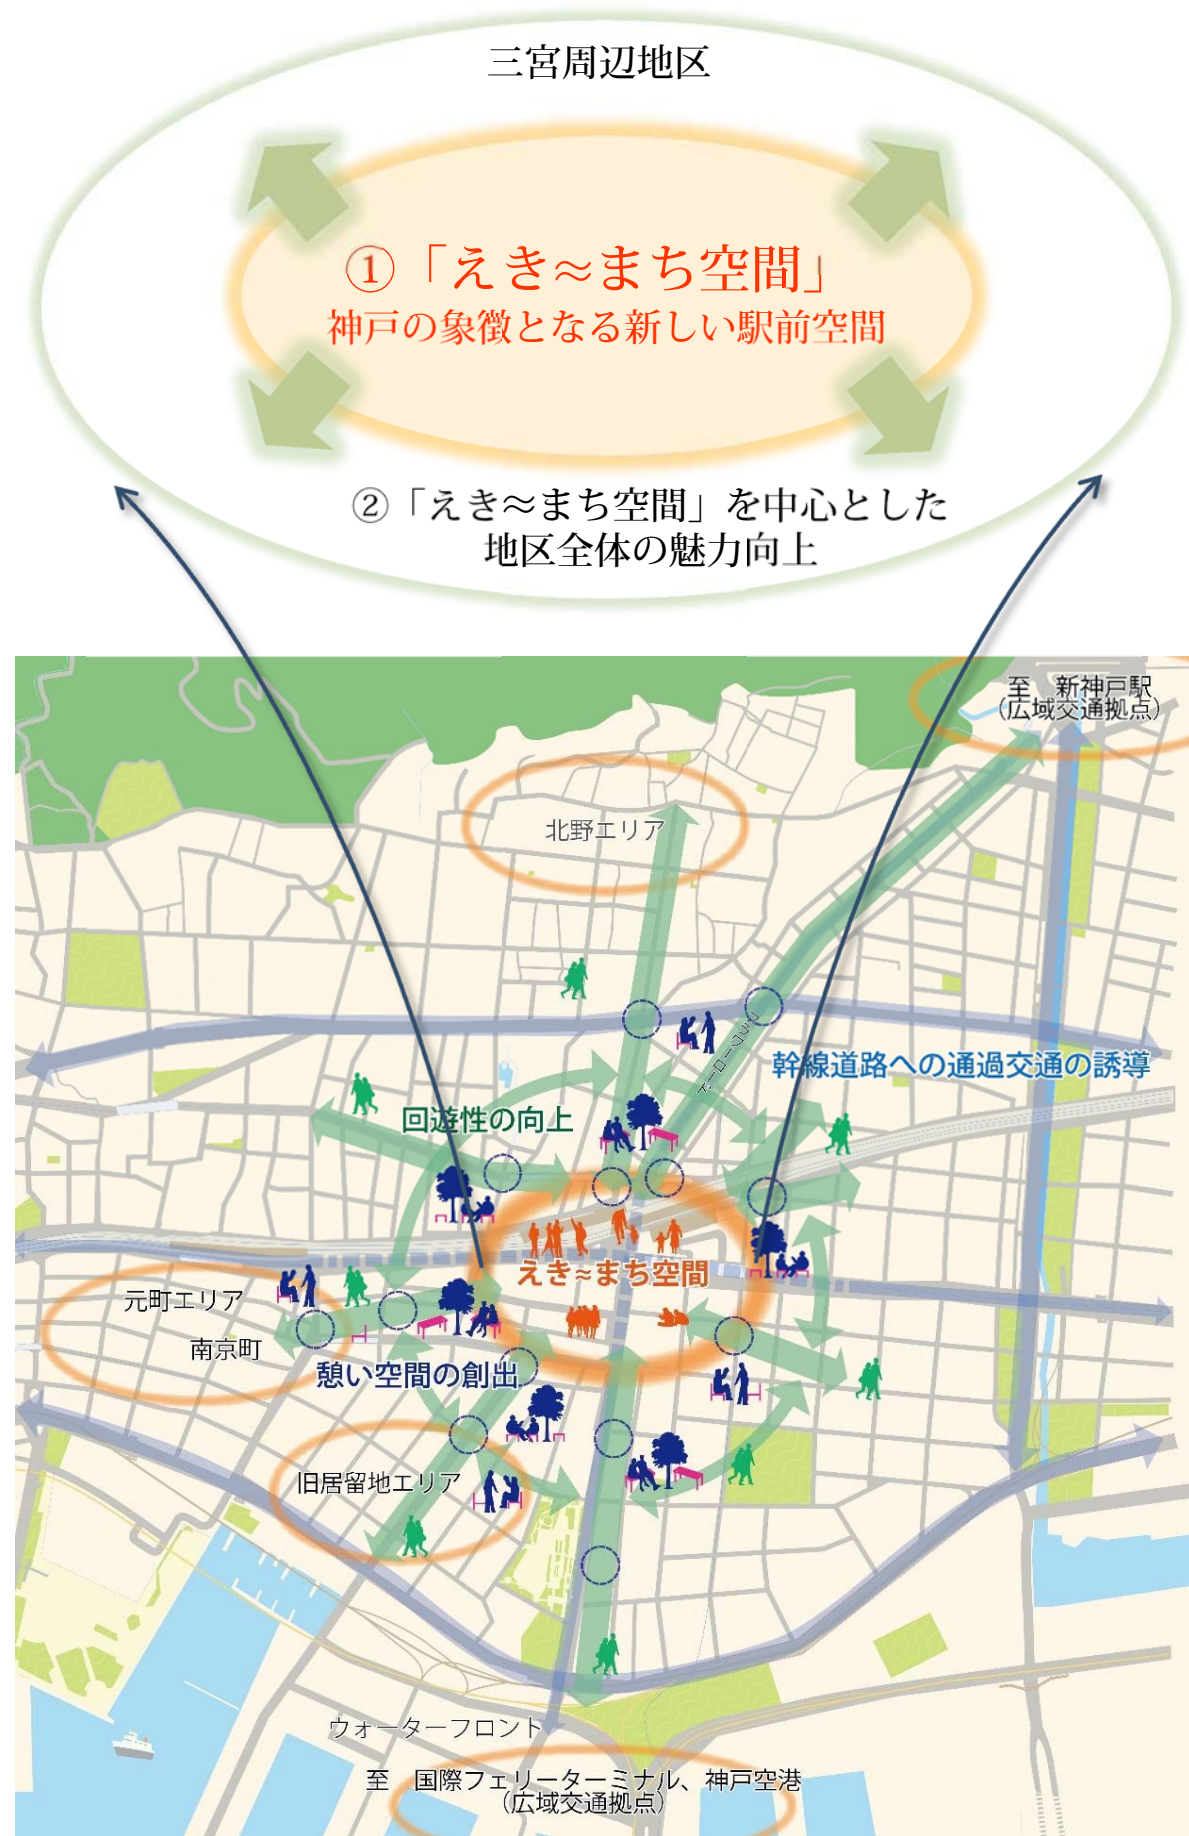 三宮周辺地区
①「えき≈まち空間」
神戸の象徴となる新しい駅前空間
②「えき≈まち空間」を中心とした
地区全体の魅力向上
至　新神戸駅
（広域交通拠点）
北野エリア
フラワーロード
幹線道路への通過交通の誘導
回遊性の向上
えき≈まち空間
元町エリア
南京町
憩い空間の創出
旧居留地エリア
ウォーターフロント
至　国際フェリーターミナル、神戸空港
（広域交通拠点）